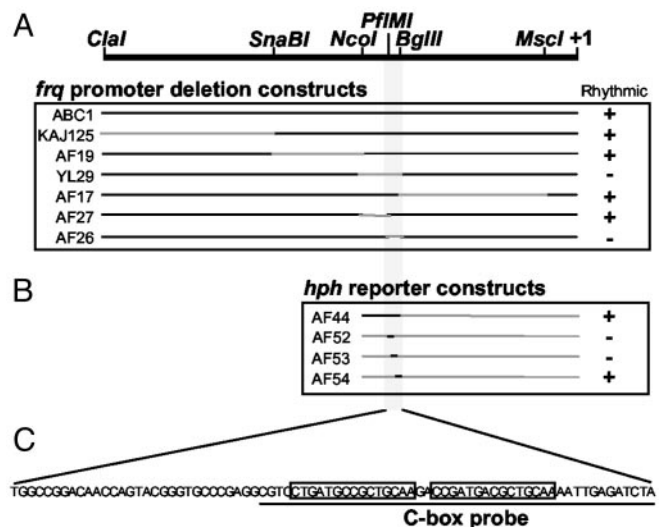 A
PflMI
ClaI SnaBI NcoI BglII MscI +1
frq promoter deletion constructs Rhythmic
ABC1 +
KAJ125 +
AF19 +
YL29 -
AF17 +
AF27 +
AF26 -
B
hph reporter constructs
AF44 +
AF52 -
AF53 -
AF54 +
C
TGGCCGGACAACCAGTACGGGTGCCCGAGGCGTCCTGATGCCGCTGCAAGACCGATGACGCTGCAAAATTGAGATCTA
C-box probe